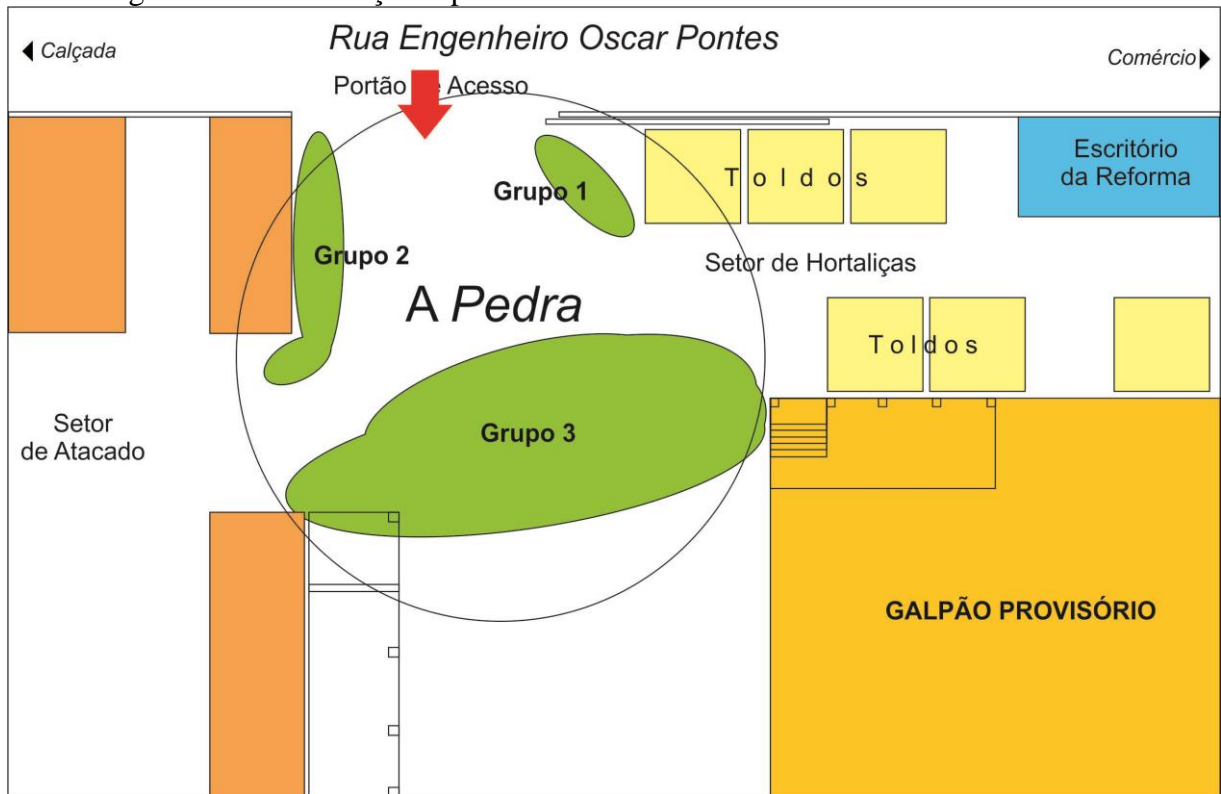 Rua Engenheiro Oscar Pontes
Calçada
Comércio
Portão e Acesso
Escritório
da Reforma
Toldos
Grupo 1
Grupo 2
Setor de Hortaliças
A Pedra
Toldos
Setor
de Atacado
Grupo 3
GALPÃO PROVISÓRIO